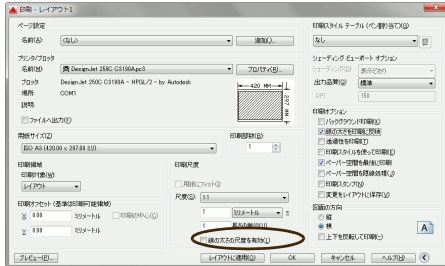 印刷 - レイアウト1
ページ設定
名前(A): <なし> 追加(.)...
プリンタ/プロッタ
名前(M): DesignJet 250C C3190A.pc3 プロパティ(R)...
プロッタ: DesignJet 250C C3190A - HPGL/2 - by Autodesk
場所: COM1
説明:
ファイルへ出力(F)
420 MM
297 MM
用紙サイズ(Z)
ISO A3 (420.00 x 297.00 ミリ)
印刷部数(B)
1
印刷領域
印刷対象(W):
レイアウト
印刷オフセット (基準は印刷可能領域)
X: 0.00 ミリメートル 印刷の中心(C)
Y: 0.00 ミリメートル
印刷尺度
用紙にフィット(I)
尺度(S): 1:1
1 ミリメートル =
1 長さの単位(U)
線の太さの尺度を有効(L)
印刷スタイル テーブル (ペン割り当て)(G)
なし
シェーディング ビューポート オプション
シェーディング(D) 表示どおり
出力品質(Q) 標準
DPI 150
印刷オプション
バックグラウンド印刷(K)
線の太さを印刷に反映
透過性を印刷(T)
印刷スタイルを使って印刷(E)
ペーパー空間を最後に印刷
ペーパー空間を隠線処理(J)
印刷スタンプ(N)
変更をレイアウトに保存(V)
図面の方向
縦
横
上下を反転して印刷(-)
A
プレビュー(P)... レイアウトに適用(O) OK キャンセル ヘルプ(H)